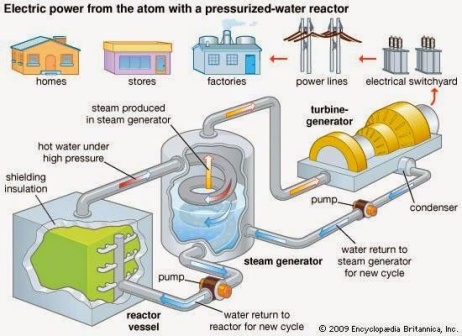 Electric power from the atom with a pressurized-water reactor
homes
stores
factories
power lines
electrical switchyard
steam produced
in steam generator
turbine-
generator
hot water under
high pressure
shielding
insulation
pump
condenser
water return to
steam generator
for new cycle
steam generator
pump
reactor
vessel
water return to
reactor for new cycle
© 2009 Encyclopædia Britannica, Inc.